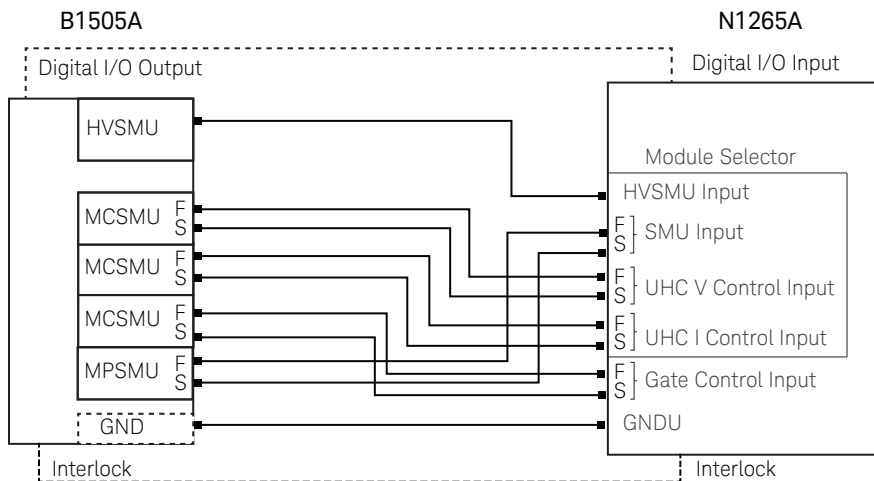 B1505A
N1265A
Digital I/O Output
Digital I/O Input
HVSMU
Module Selector
HVSMU Input
MCSMU F
S
F
S SMU Input
MCSMU F
S
F
S UHC V Control Input
MCSMU F
S
F
S UHC I Control Input
MPSMU F
S
F
S Gate Control Input
GND
GNDU
Interlock
Interlock